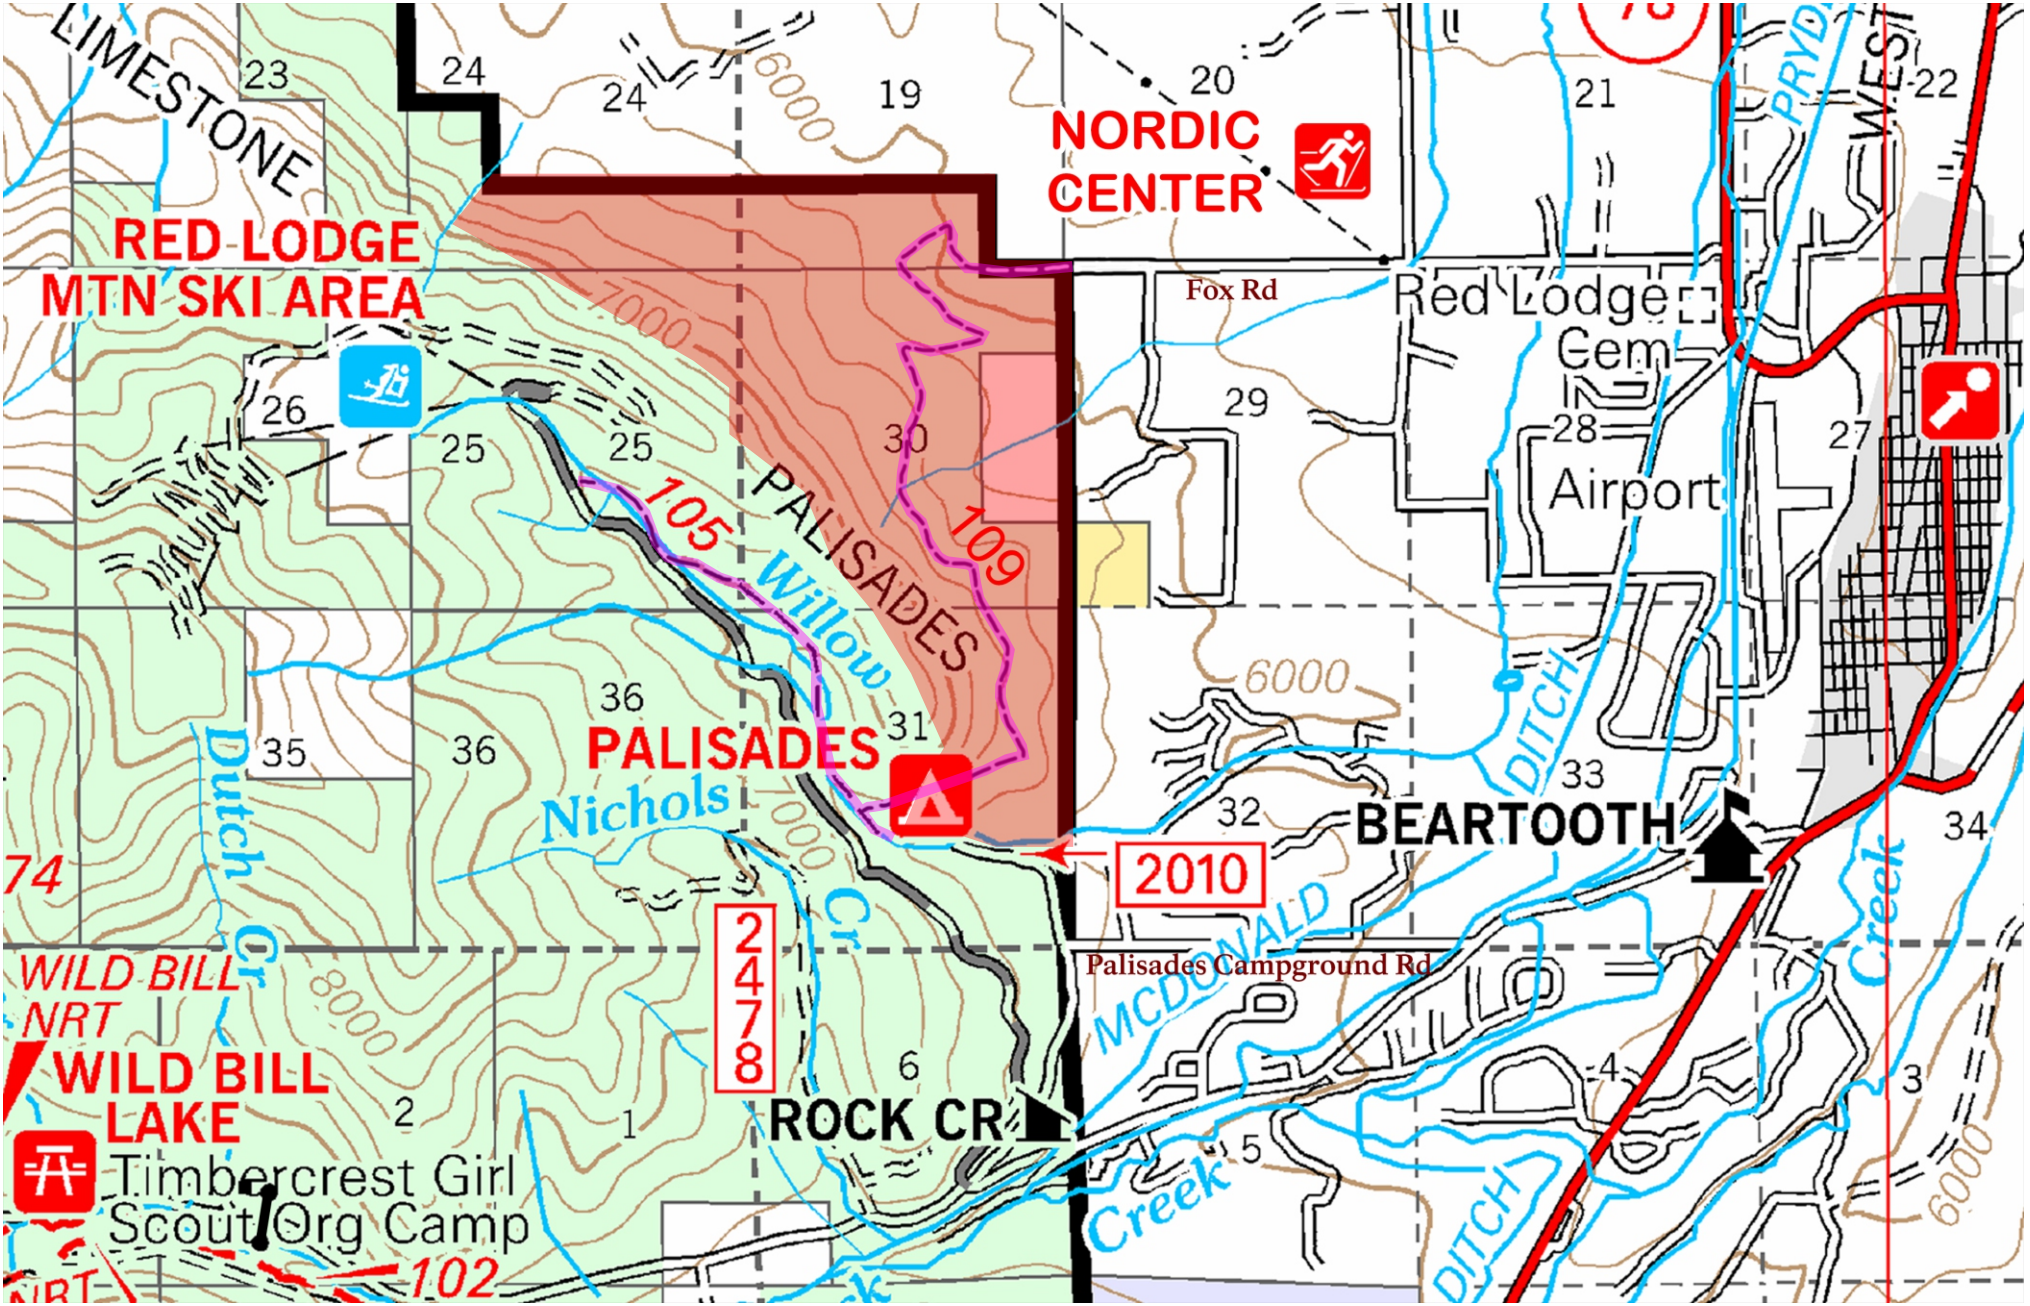 LIMESTONE
23
24
24
6000
19
20
21
78
PRYDE
WEST
22
NORDIC
CENTER
RED LODGE
MTN SKI AREA
7000
Fox Rd
Red Lodge
Cem
26
25
25
30
29
28
27
Airport
105
PALISADES
109
Willow
36
36
35
31
PALISADES
6000
DITCH
33
32
34
BEARTOOTH
Dutch
Cr
Nichols
Cr
7000
74
2010
2478
MCDONALD
Creek
Palisades Campground Rd
WILD BILL
NRT
8000
WILD BILL
LAKE
6
4
3
2
1
5
ROCK CR
Timbercrest Girl
Scout Org Camp
Creek
DITCH
6000
102
NRT